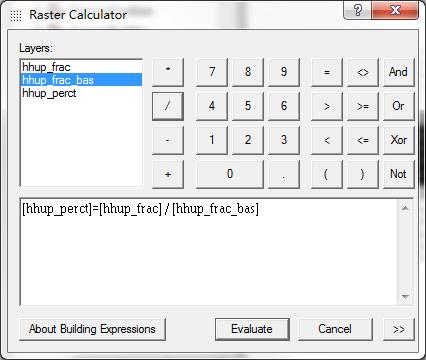 Raster Calculator
?
X
Layers:
hhup_frac
hhup_frac_bas
hhup_perct
* 7 8 9 = <> And
/ 4 5 6 > >= Or
- 1 2 3 < <= Xor
+ 0 . ( ) Not
[hhup_perct]=[hhup_frac] / [hhup_frac_bas]
About Building Expressions Evaluate Cancel >>